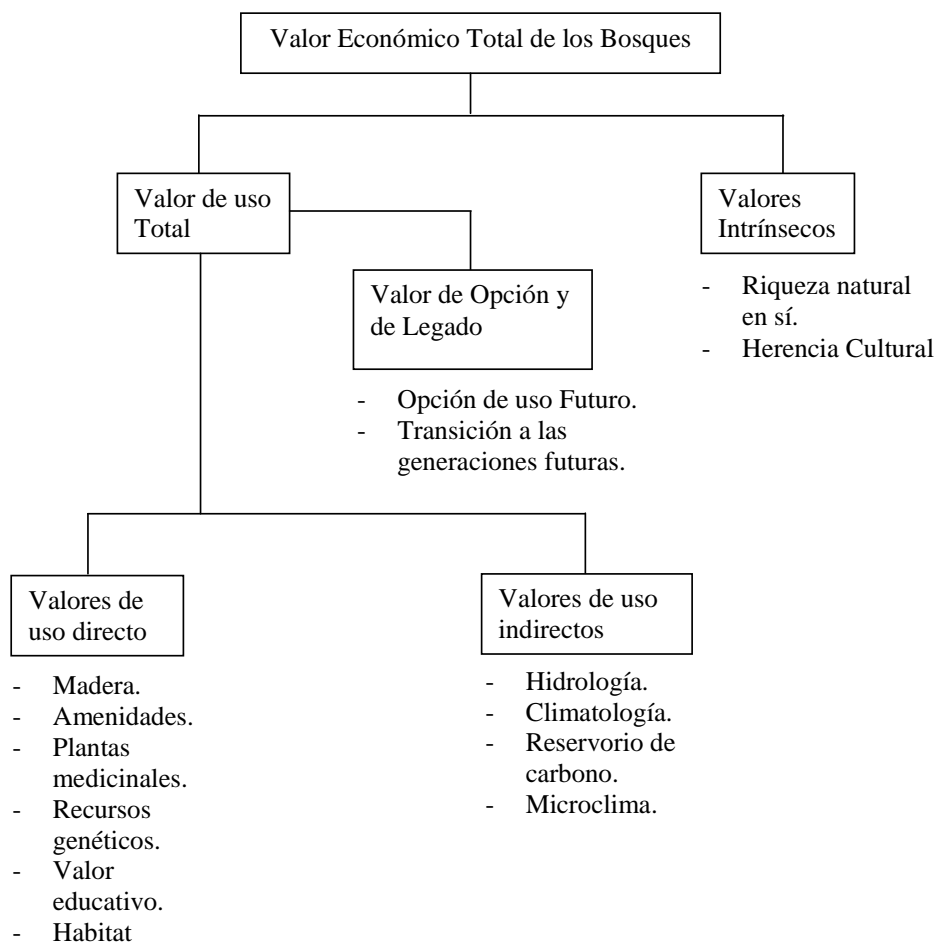 Valor Económico Total de los Bosques
Valor de uso
Total
Valores
Intrínsecos
- Riqueza natural
en sí.
- Herencia Cultural
Valor de Opción y
de Legado
- Opción de uso Futuro.
- Transición a las
generaciones futuras.
Valores de
uso directo
- Madera.
- Amenidades.
- Plantas
medicinales.
- Recursos
genéticos.
- Valor
educativo.
- Habitat
Valores de uso
indirectos
- Hidrología.
- Climatología.
- Reservorio de
carbono.
- Microclima.